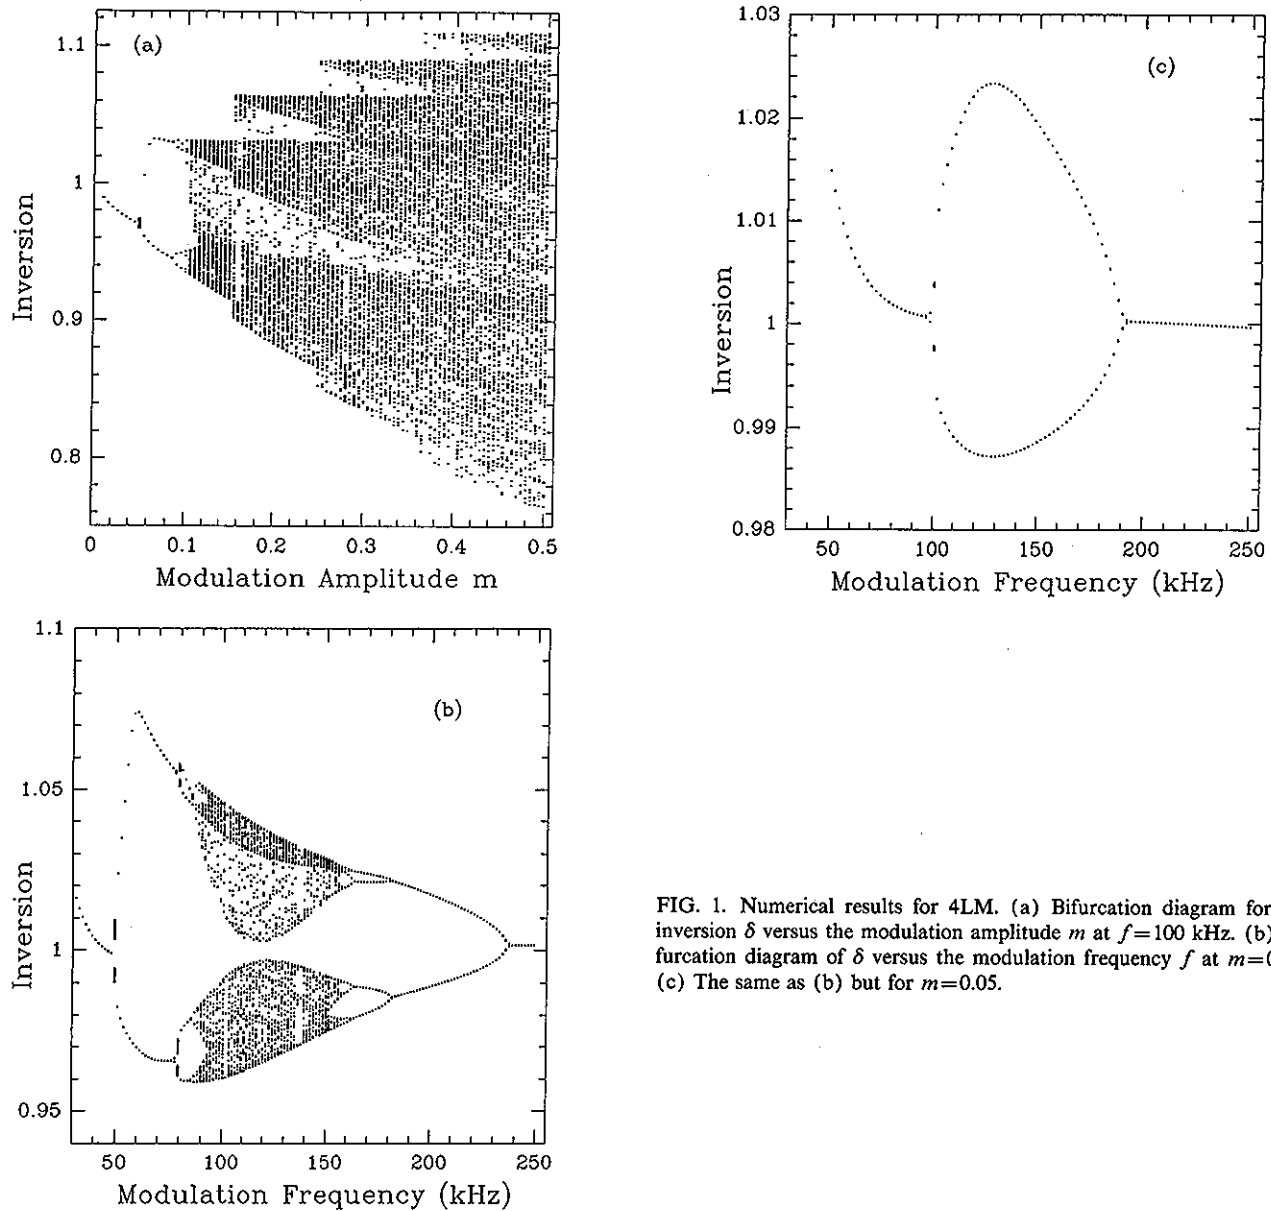 (a)
1.1
1
0.9
0.8
Inversion
0
0.1
0.2
0.3
0.4
0.5
Modulation Amplitude m
(c)
1.03
1.02
1.01
1
0.99
0.98
Inversion
50
100
150
200
250
Modulation Frequency (kHz)
(b)
1.1
1.05
1
0.95
Inversion
50
100
150
200
250
Modulation Frequency (kHz)
FIG. 1. Numerical results for 4LM. (a) Bifurcation diagram for
inversion δ versus the modulation amplitude m at f=100 kHz. (b)
furcation diagram of δ versus the modulation frequency f at m=
(c) The same as (b) but for m=0.05.